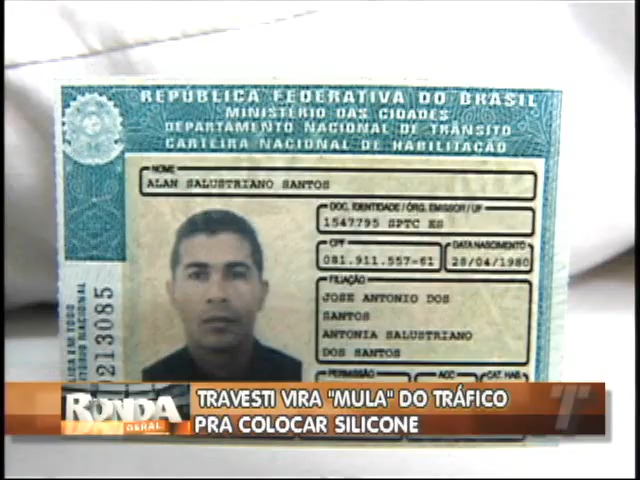 REPÚBLICA FEDERATIVA DO BRASIL
MINISTÉRIO DAS CIDADES
DEPARTAMENTO NACIONAL DE TRÂNSITO
CARTEIRA NACIONAL DE HABILITAÇÃO
NOME
ALAN SALUSTRIANO SANTOS
DOC. IDENTIDADE / ÓRG. EMISSOR / UF
1547795 SPTC ES
CPF
DATA NASCIMENTO
081.911.557-61
28/04/1980
FILIAÇÃO
JOSE ANTONIO DOS
SANTOS
ANTONIA SALUSTRIANO
DOS SANTOS
PERMISSÃO
ACC
CAT. HAB.
0213085
RONDA
GERAL
TRAVESTI VIRA "MULA" DO TRÁFICO
PRA COLOCAR SILICONE
T